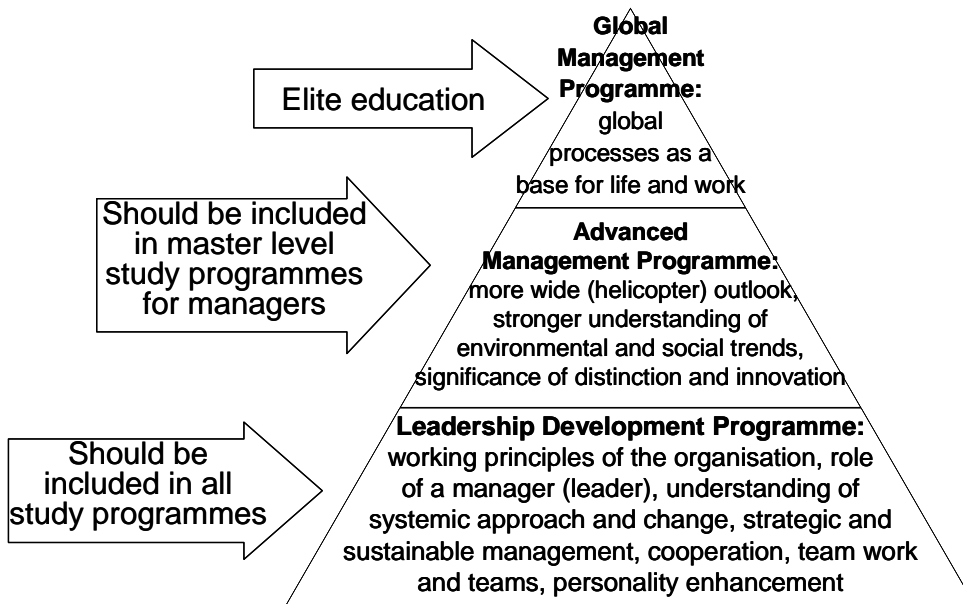 Global
Management
Programme:
global
processes as a
base for life and work
Elite education
Advanced
Management Programme:
more wide (helicopter) outlook,
stronger understanding of
environmental and social trends,
significance of distinction and innovation
Should be included
in master level
study programmes
for managers
Leadership Development Programme:
working principles of the organisation, role
of a manager (leader), understanding of
systemic approach and change, strategic and
sustainable management, cooperation, team work
and teams, personality enhancement
Should be
included in all
study programmes